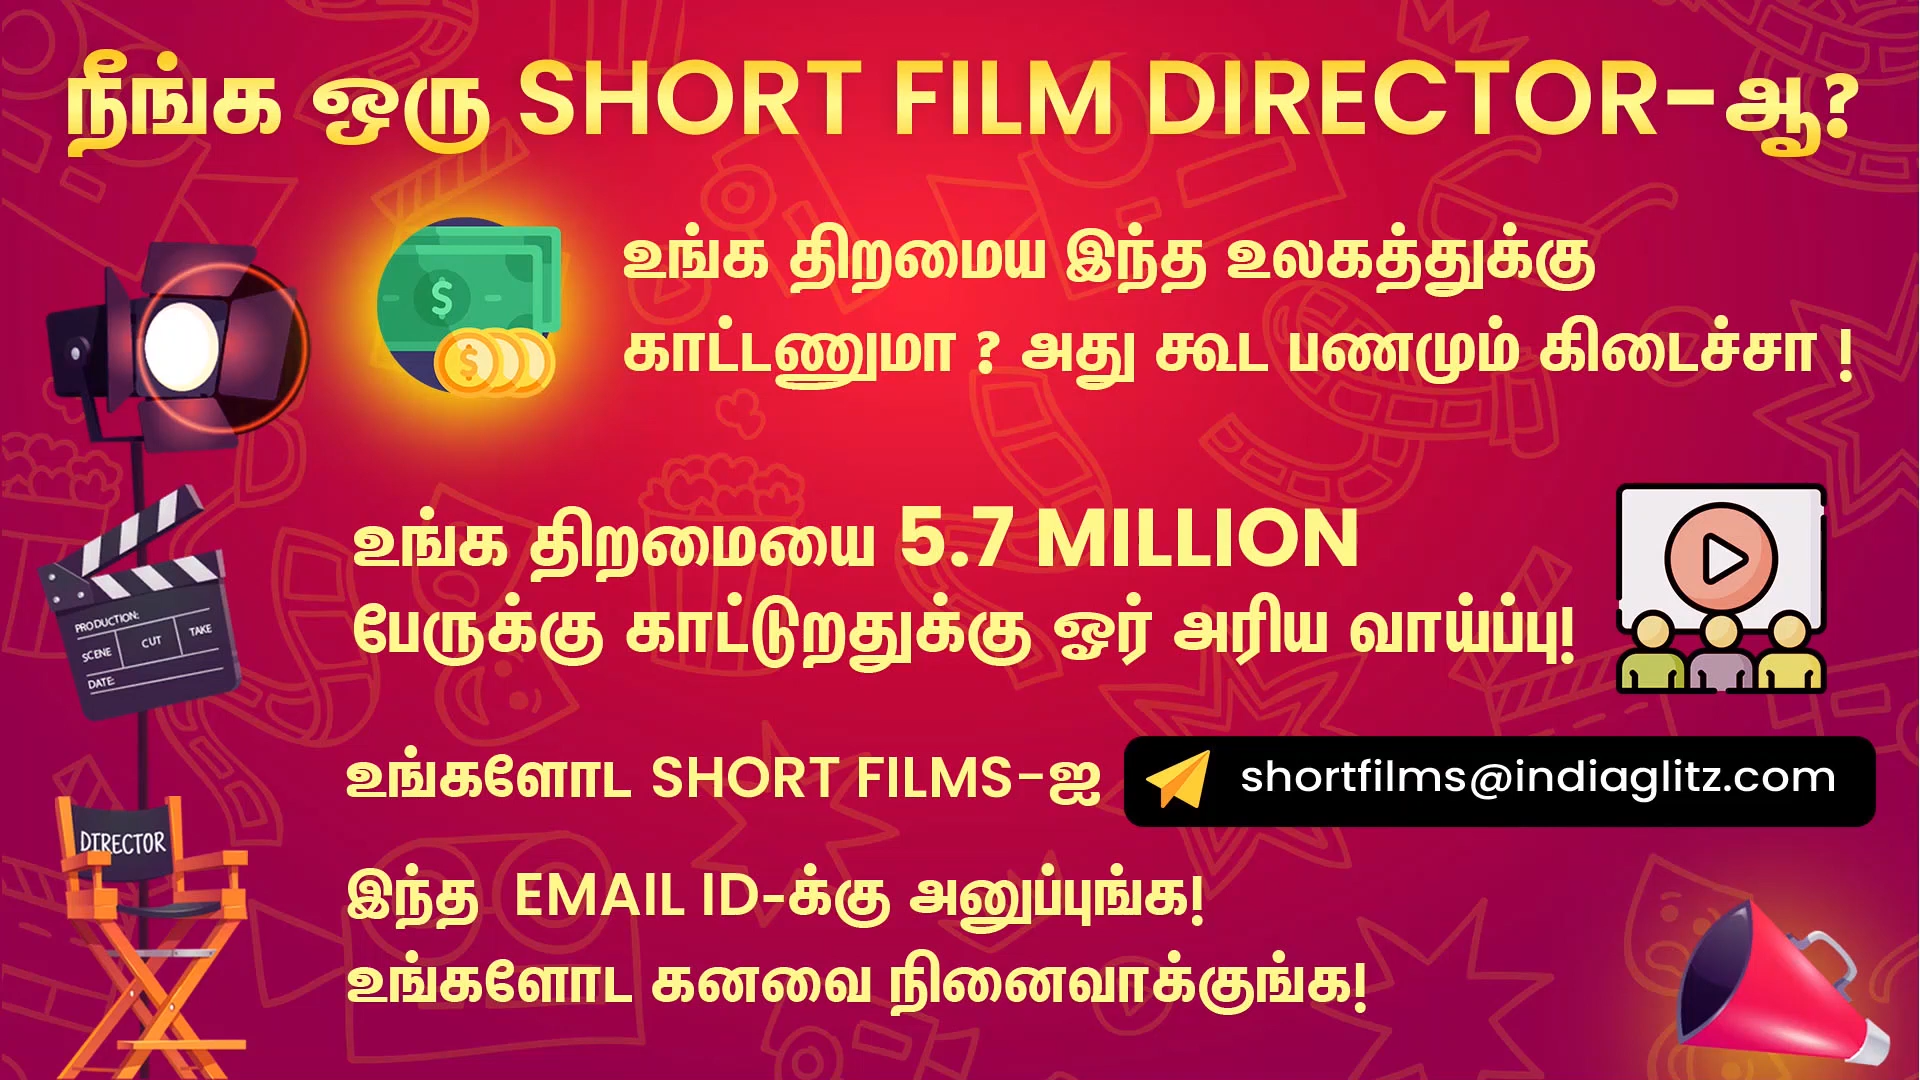 நீங்க ஒரு SHORT FILM DIRECTOR-ஆ?
உங்க திறமைய இந்த உலகத்துக்கு
காட்டணுமா ? அது கூட பணமும் கிடைச்சா !
உங்க திறமையை 5.7 MILLION
பேருக்கு காட்டுறதுக்கு ஓர் அரிய வாய்ப்பு!
PRODUCTION:
SCENE CUT TAKE
DATE:
உங்களோட SHORT FILMS-ஐ shortfilms@indiaglitz.com
DIRECTOR
இந்த EMAIL ID-க்கு அனுப்புங்க!
உங்களோட கனவை நினைவாக்குங்க!